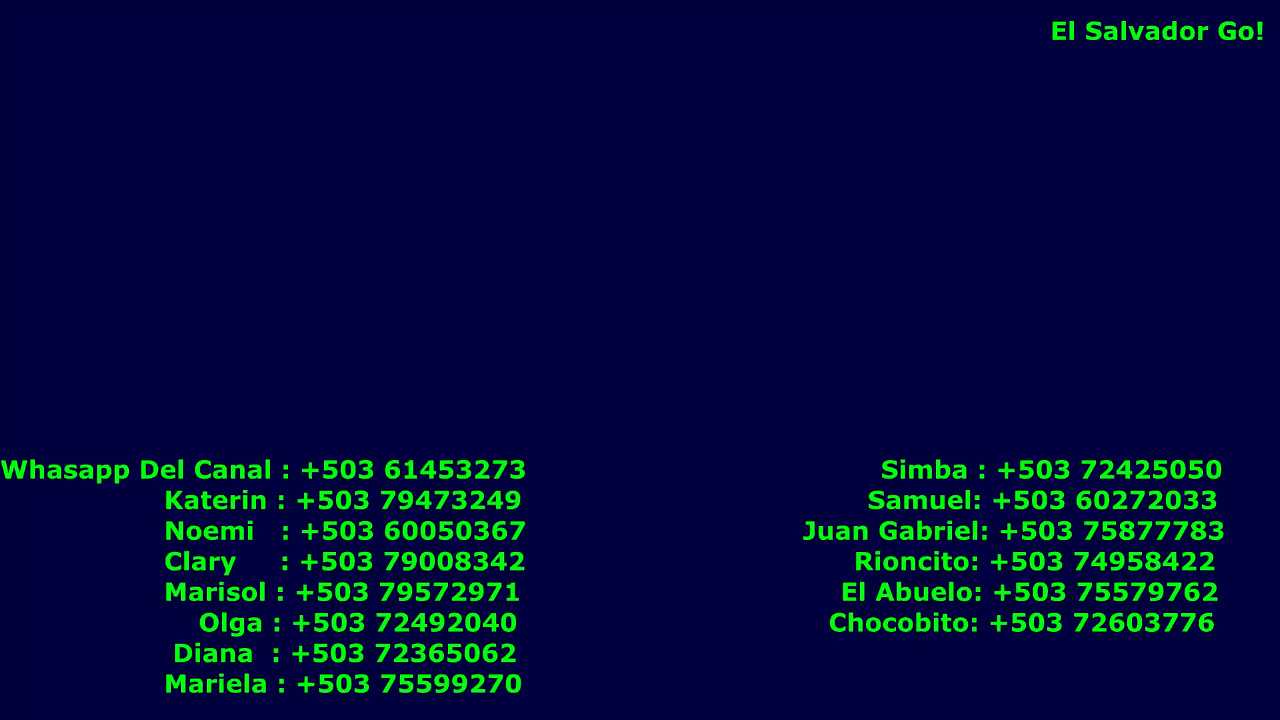 El Salvador Go!
Whasapp Del Canal : +503 61453273
Katerin : +503 79473249
Noemi : +503 60050367
Clary : +503 79008342
Marisol : +503 79572971
Olga : +503 72492040
Diana : +503 72365062
Mariela : +503 75599270
Simba : +503 72425050
Samuel: +503 60272033
Juan Gabriel: +503 75877783
Rioncito: +503 74958422
El Abuelo: +503 75579762
Chocobito: +503 72603776